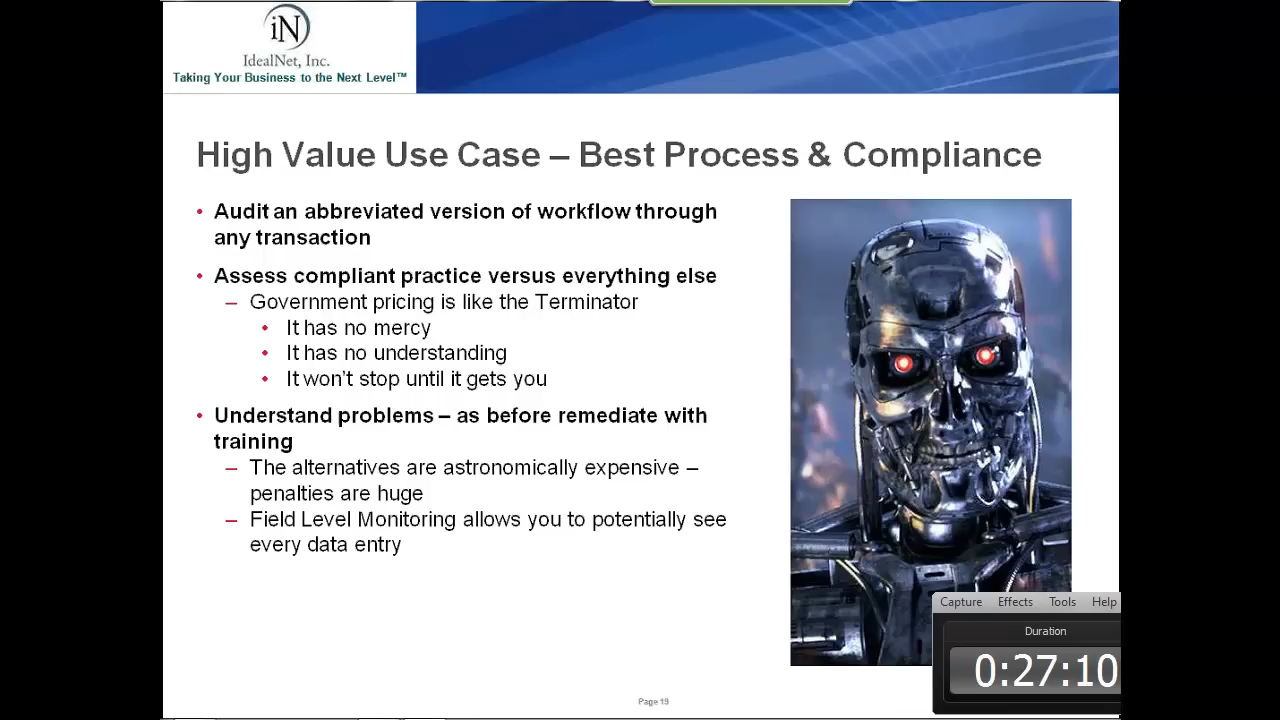 iN
IdealNet, Inc.
Taking Your Business to the Next Level™
High Value Use Case – Best Process & Compliance
• Audit an abbreviated version of workflow through
any transaction
• Assess compliant practice versus everything else
– Government pricing is like the Terminator
• It has no mercy
• It has no understanding
• It won't stop until it gets you
• Understand problems – as before remediate with
training
– The alternatives are astronomically expensive –
penalties are huge
– Field Level Monitoring allows you to potentially see
every data entry
Capture Effects Tools Help
Duration
0:27:10
Page 19